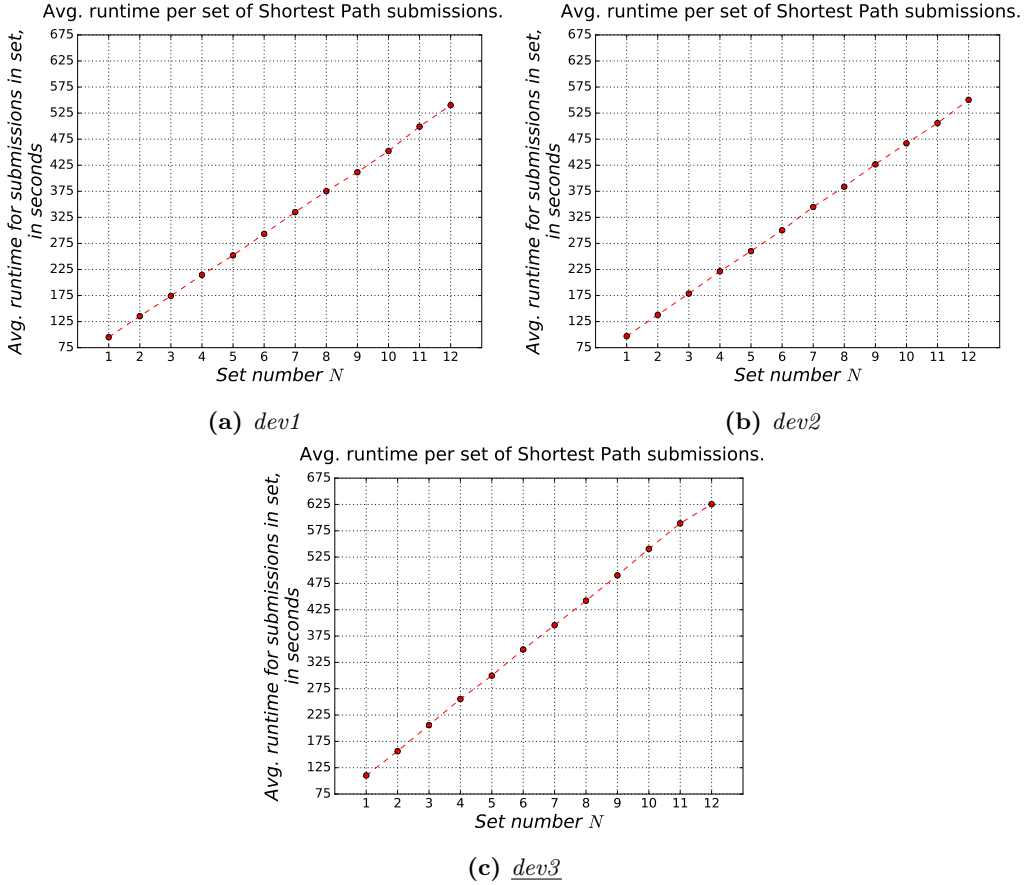 Avg. runtime per set of Shortest Path submissions.
Avg. runtime for submissions in set,
in seconds
675
625
575
525
475
425
375
325
275
225
175
125
75
1 2 3 4 5 6 7 8 9 10 11 12
Set number N
(a) dev1
Avg. runtime per set of Shortest Path submissions.
Avg. runtime for submissions in set,
in seconds
675
625
575
525
475
425
375
325
275
225
175
125
75
1 2 3 4 5 6 7 8 9 10 11 12
Set number N
(b) dev2
Avg. runtime per set of Shortest Path submissions.
Avg. runtime for submissions in set,
in seconds
675
625
575
525
475
425
375
325
275
225
175
125
75
1 2 3 4 5 6 7 8 9 10 11 12
Set number N
(c) dev3